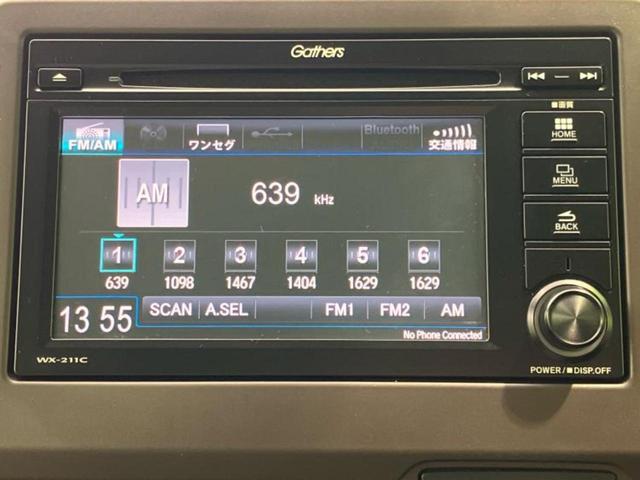 Gathers
■画質
HOME
MENU
BACK
FM/AM
ワンセグ
Bluetooth
交通情報
AM
639 kHz
1 2 3 4 5 6
639 1098 1467 1404 1629 1629
13 55
SCAN A.SEL FM1 FM2 AM
No Phone Connected
WX-211C
POWER/■DISP.OFF